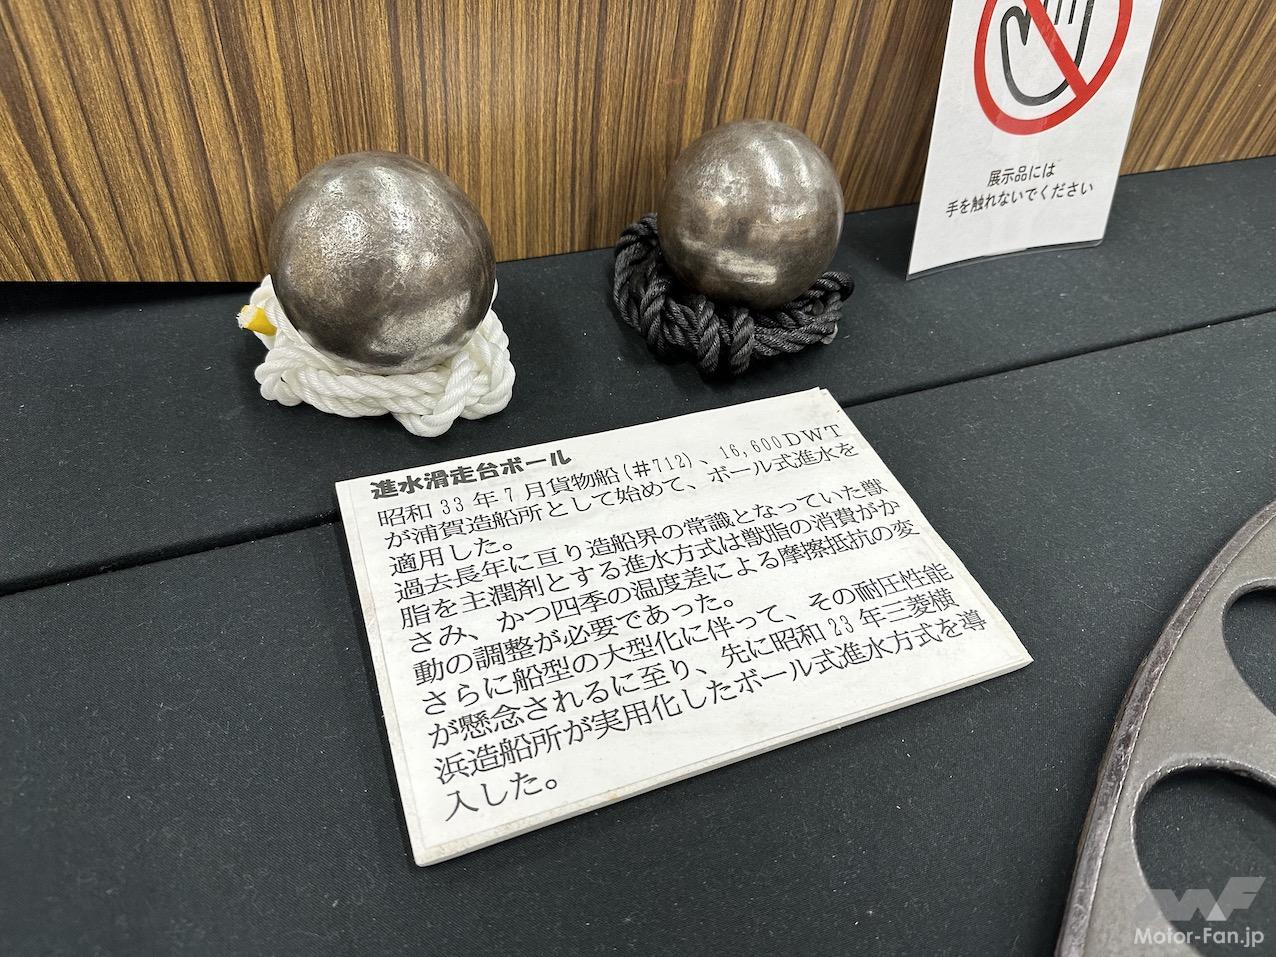 展示品には
手を触れないでください
進水滑走台ボール
昭和 33 年 7 月貨物船(#712)、16,600DWT
が浦賀造船所として始めて、ボール式進水を
適用した。
過去長年に亘り造船界の常識となっていた獣
脂を主潤剤とする進水方式は獣脂の消費がか
さみ、かつ四季の温度差による摩擦抵抗の変
動の調整が必要であった。
さらに船型の大型化に伴って、その耐圧性能
が懸念されるに至り、先に昭和 23 年三菱横
浜造船所が実用化したボール式進水方式を導
入した。
Motor-Fan.jp